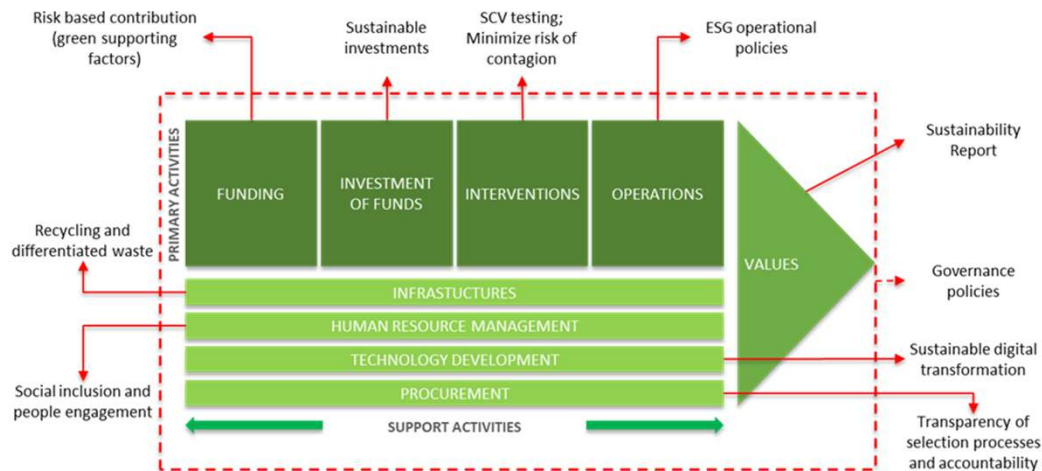 Risk based contribution
(green supporting
factors)
Sustainable
investments
SCV testing;
Minimize risk of
contagion
ESG operational
policies
PRIMARY ACTIVITIES
FUNDING
INVESTMENT
OF FUNDS
INTERVENTIONS
OPERATIONS
VALUES
Sustainability
Report
Recycling and
differentiated waste
INFRASTUCTURES
Governance
policies
HUMAN RESOURCE MANAGEMENT
TECHNOLOGY DEVELOPMENT
Sustainable digital
transformation
Social inclusion and
people engagement
PROCUREMENT
SUPPORT ACTIVITIES
Transparency of
selection processes
and accountability